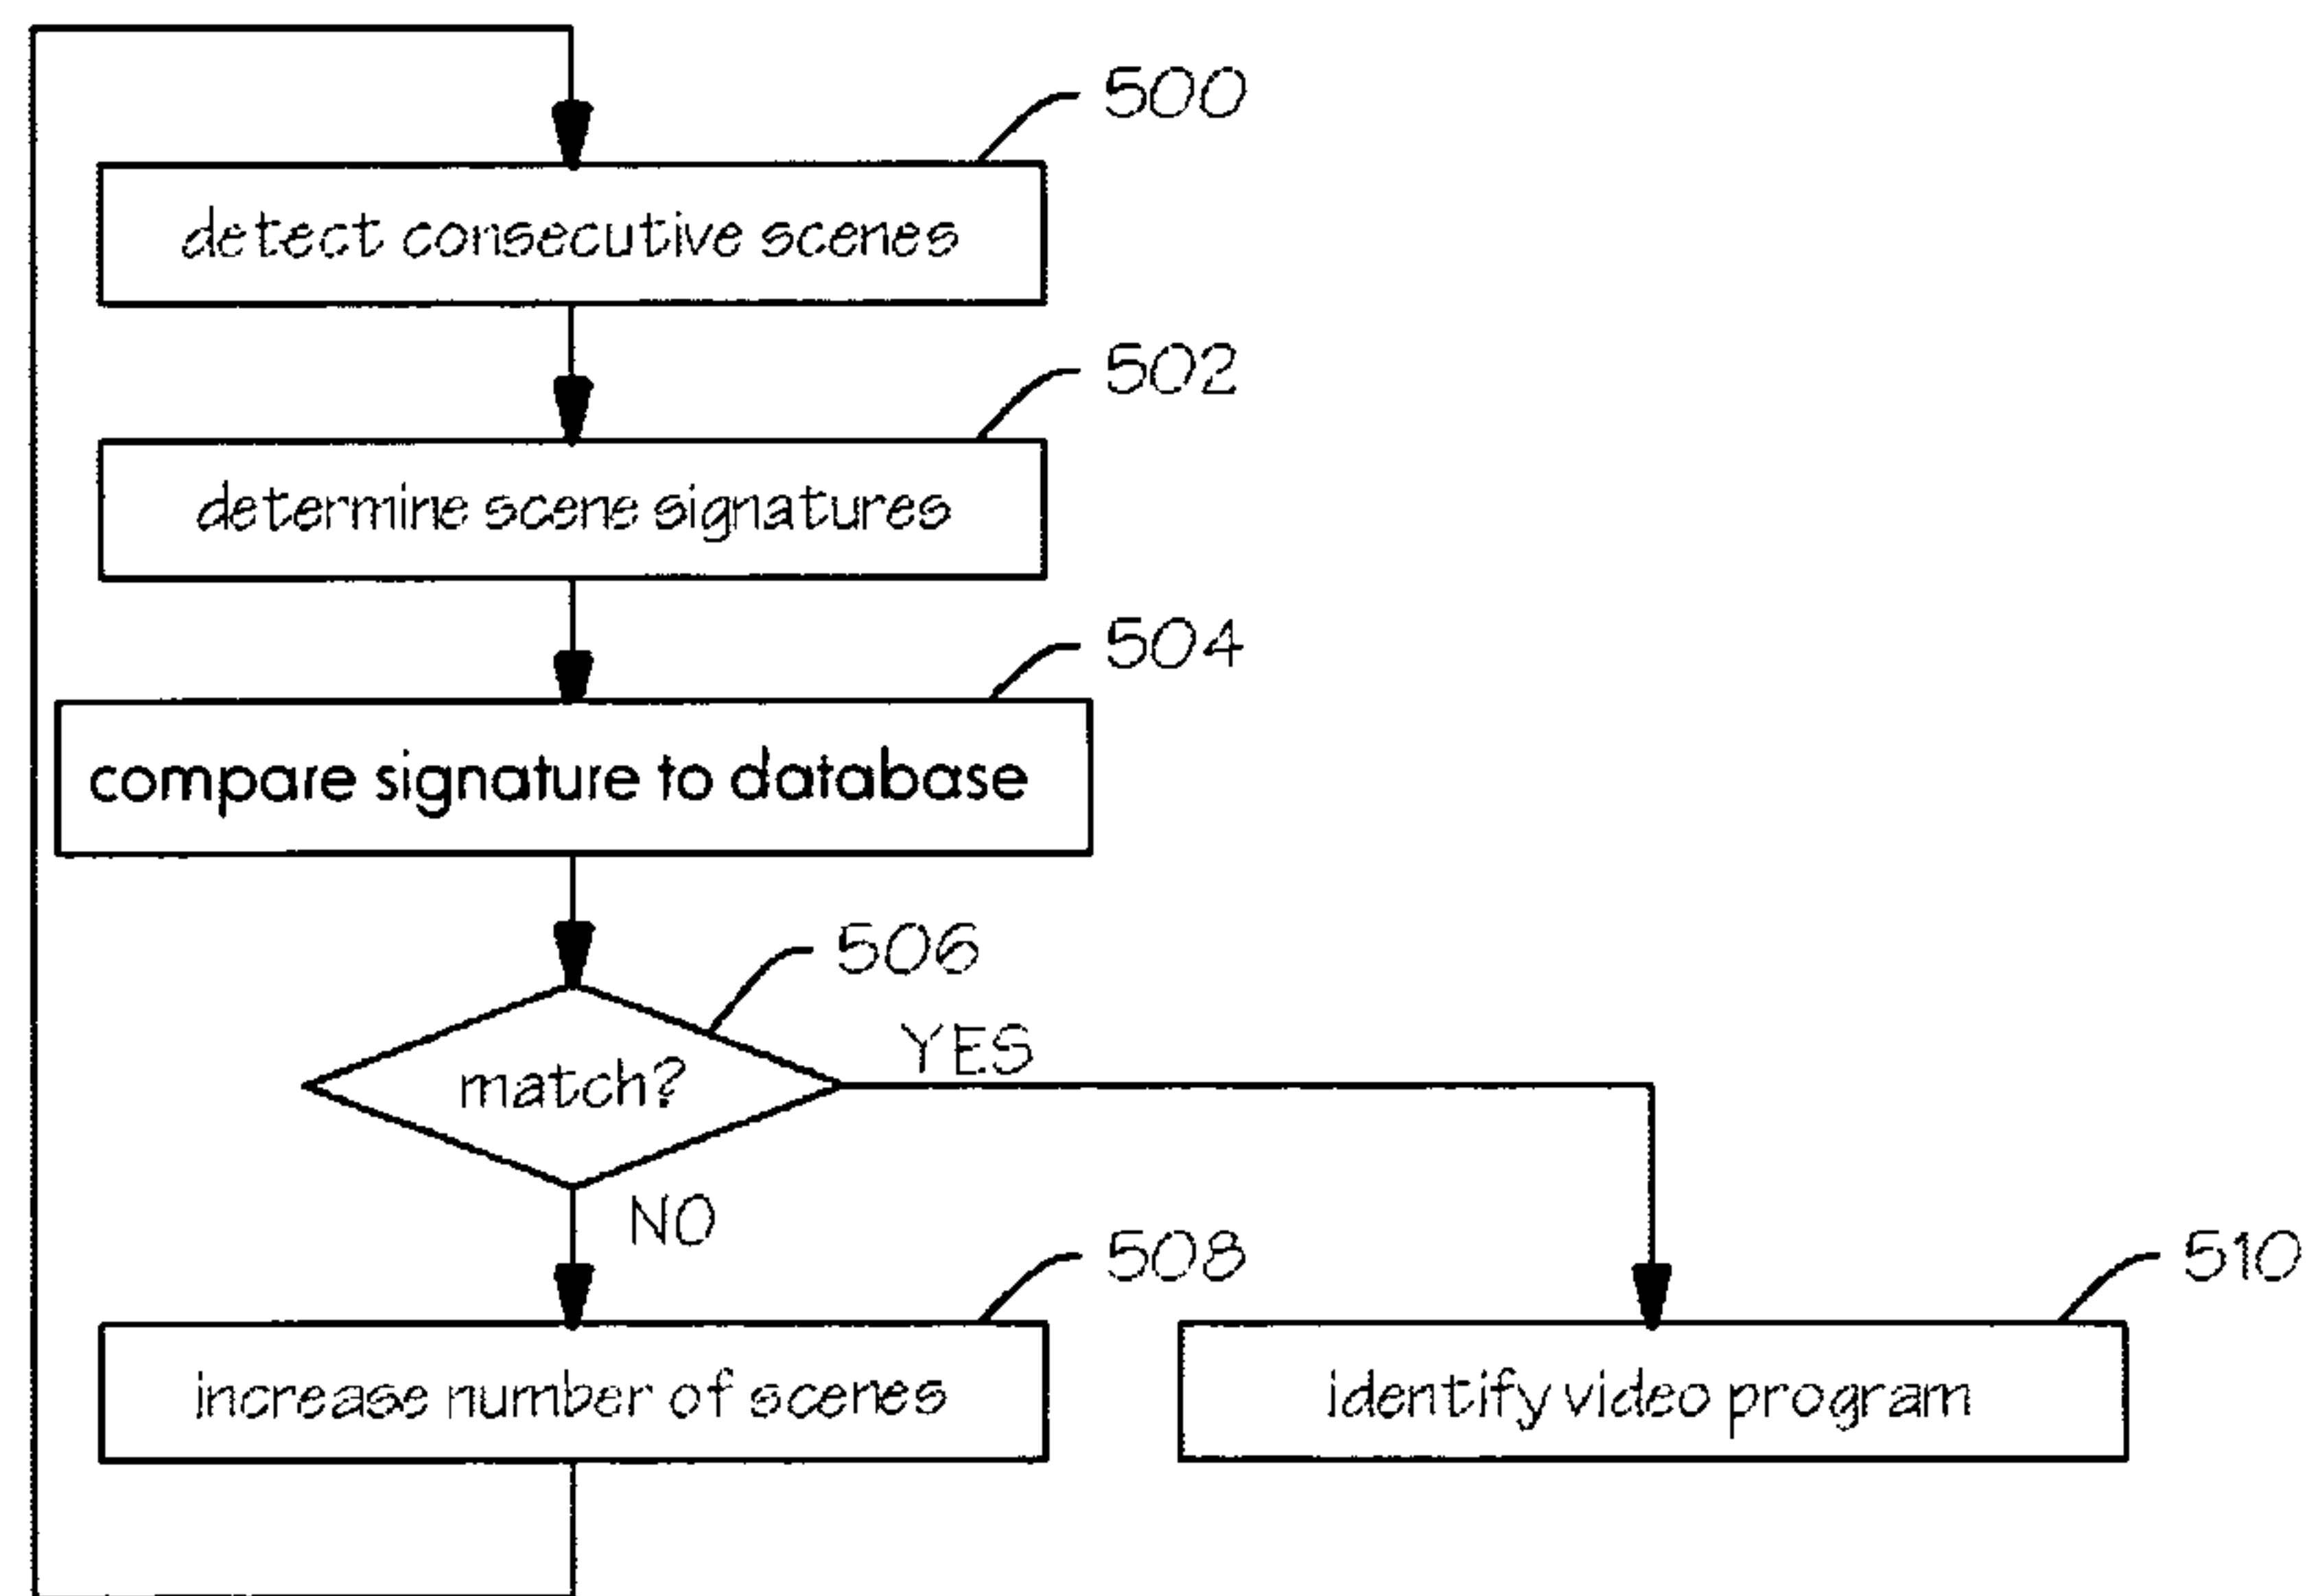 500
detect consecutive scenes
502
determine scene signatures
504
compare signature to database
506
match?
YES
NO
508
increase number of scenes
510
identify video program